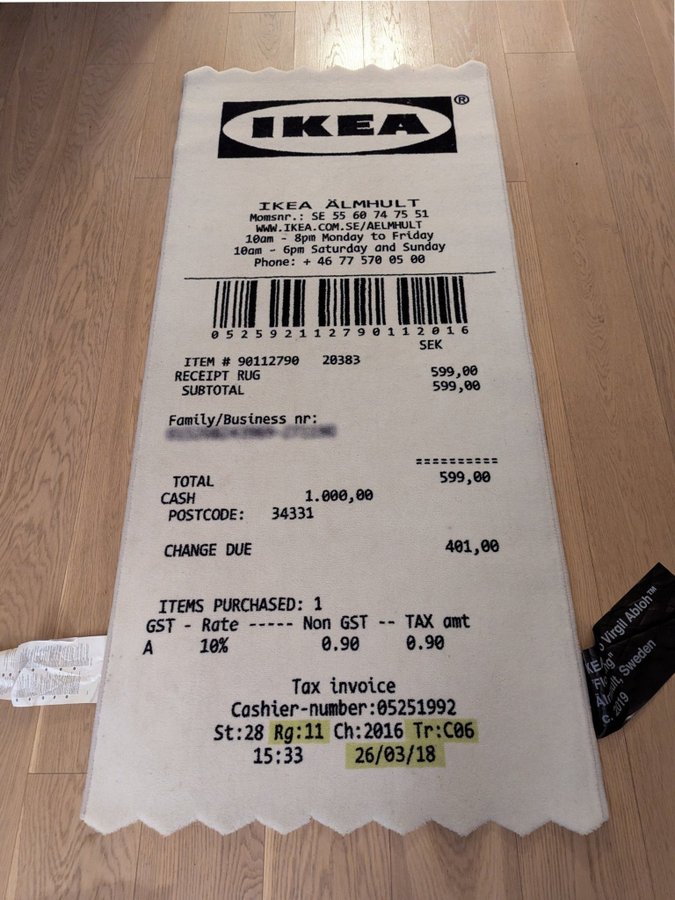 IKEA®
IKEA ÄLMHULT
Momsnr.: SE 55 60 74 75 51
WWW.IKEA.COM.SE/AELMHULT
10am - 8pm Monday to Friday
10am - 6pm Saturday and Sunday
Phone: + 46 77 570 05 00
05259211279011 2016
SEK
ITEM # 90112790 20383
RECEIPT RUG 599,00
SUBTOTAL 599,00
Family/Business nr:
==========
TOTAL 599,00
CASH 1.000,00
POSTCODE: 34331
CHANGE DUE 401,00
ITEMS PURCHASED: 1
GST - Rate ----- Non GST -- TAX amt
A 10% 0.90 0.90
Tax invoice
Cashier-number:05251992
St:28 Rg:11 Ch:2016 Tr:C06
15:33 26/03/18
Virgil Abloh™
Sweden
2019